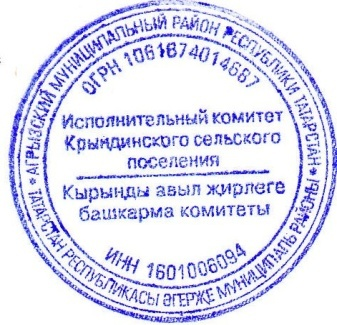 АГРЫЗСКИЙ МУНИЦИПАЛЬНЫЙ РАЙОН РЕСПУБЛИКИ ТАТАРСТАН
ОГРН 1061674014687
Исполнительный комитет
Крындинского сельского
поселения
Кырынды авыл жирлеге
башкарма комитеты
ИНН 1601006094
ТАТАРСТАН РЕСПУБЛИКАСЫ ӘГЕРҖЕ МУНИЦИПАЛЬ РАЙОНЫ